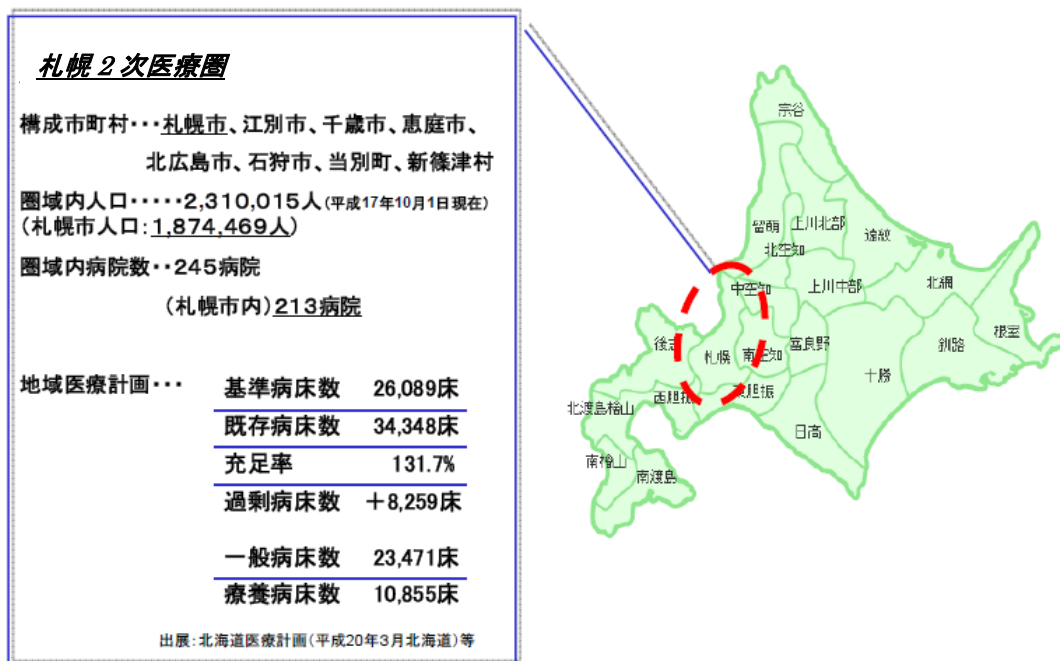 札幌2次医療圏
構成市町村・・・札幌市、江別市、千歳市、恵庭市、
北広島市、石狩市、当別町、新篠津村
圏域内人口・・・・・2,310,015人(平成17年10月1日現在)
(札幌市人口:1,874,469人)
圏域内病院数・・245病院
(札幌市内)213病院
地域医療計画・・・
基準病床数 26,089床
既存病床数 34,348床
充足率 131.7%
過剰病床数 +8,259床
一般病床数 23,471床
療養病床数 10,855床
出展:北海道医療計画(平成20年3月北海道)等
宗谷
留萌
上川北部
遠紋
北空知
中空知
上川中部
北網
根室
釧路
後志
札幌
南空知
富良野
十勝
西胆振
東胆振
北渡島檜山
日高
南檜山
南渡島